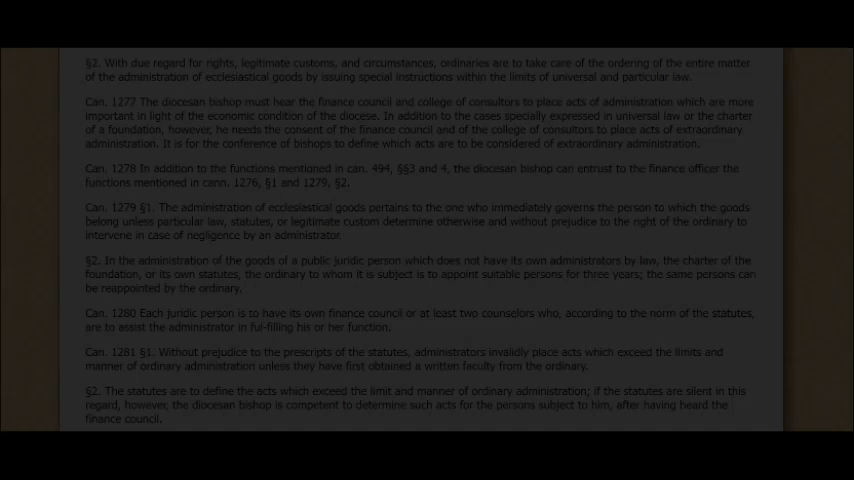 §2. With due regard for rights, legitimate customs, and circumstances, ordinaries are to take care of the ordering of the entire matter
of the administration of ecclesiastical goods by issuing special instructions within the limits of universal and particular law.
Can. 1277 The diocesan bishop must hear the finance council and college of consultors to place acts of administration which are more
important in light of the economic condition of the diocese. In addition to the cases specially expressed in universal law or the charter
of a foundation, however, he needs the consent of the finance council and of the college of consultors to place acts of extraordinary
administration. It is for the conference of bishops to define which acts are to be considered of extraordinary administration.
Can. 1278 In addition to the functions mentioned in can. 494, §§3 and 4, the diocesan bishop can entrust to the finance officer the
functions mentioned in cann. 1276, §1 and 1279, §2.
Can. 1279 §1. The administration of ecclesiastical goods pertains to the one who immediately governs the person to which the goods
belong unless particular law, statutes, or legitimate custom determine otherwise and without prejudice to the right of the ordinary to
intervene in case of negligence by an administrator.
§2. In the administration of the goods of a public juridic person which does not have its own administrators by law, the charter of the
foundation, or its own statutes, the ordinary to whom it is subject is to appoint suitable persons for three years; the same persons can
be reappointed by the ordinary.
Can. 1280 Each juridic person is to have its own finance council or at least two counselors who, according to the norm of the statutes,
are to assist the administrator in ful-filling his or her function.
Can. 1281 §1. Without prejudice to the prescripts of the statutes, administrators invalidly place acts which exceed the limits and
manner of ordinary administration unless they have first obtained a written faculty from the ordinary.
§2. The statutes are to define the acts which exceed the limit and manner of ordinary administration; if the statutes are silent in this
regard, however, the diocesan bishop is competent to determine such acts for the persons subject to him, after having heard the
finance council.